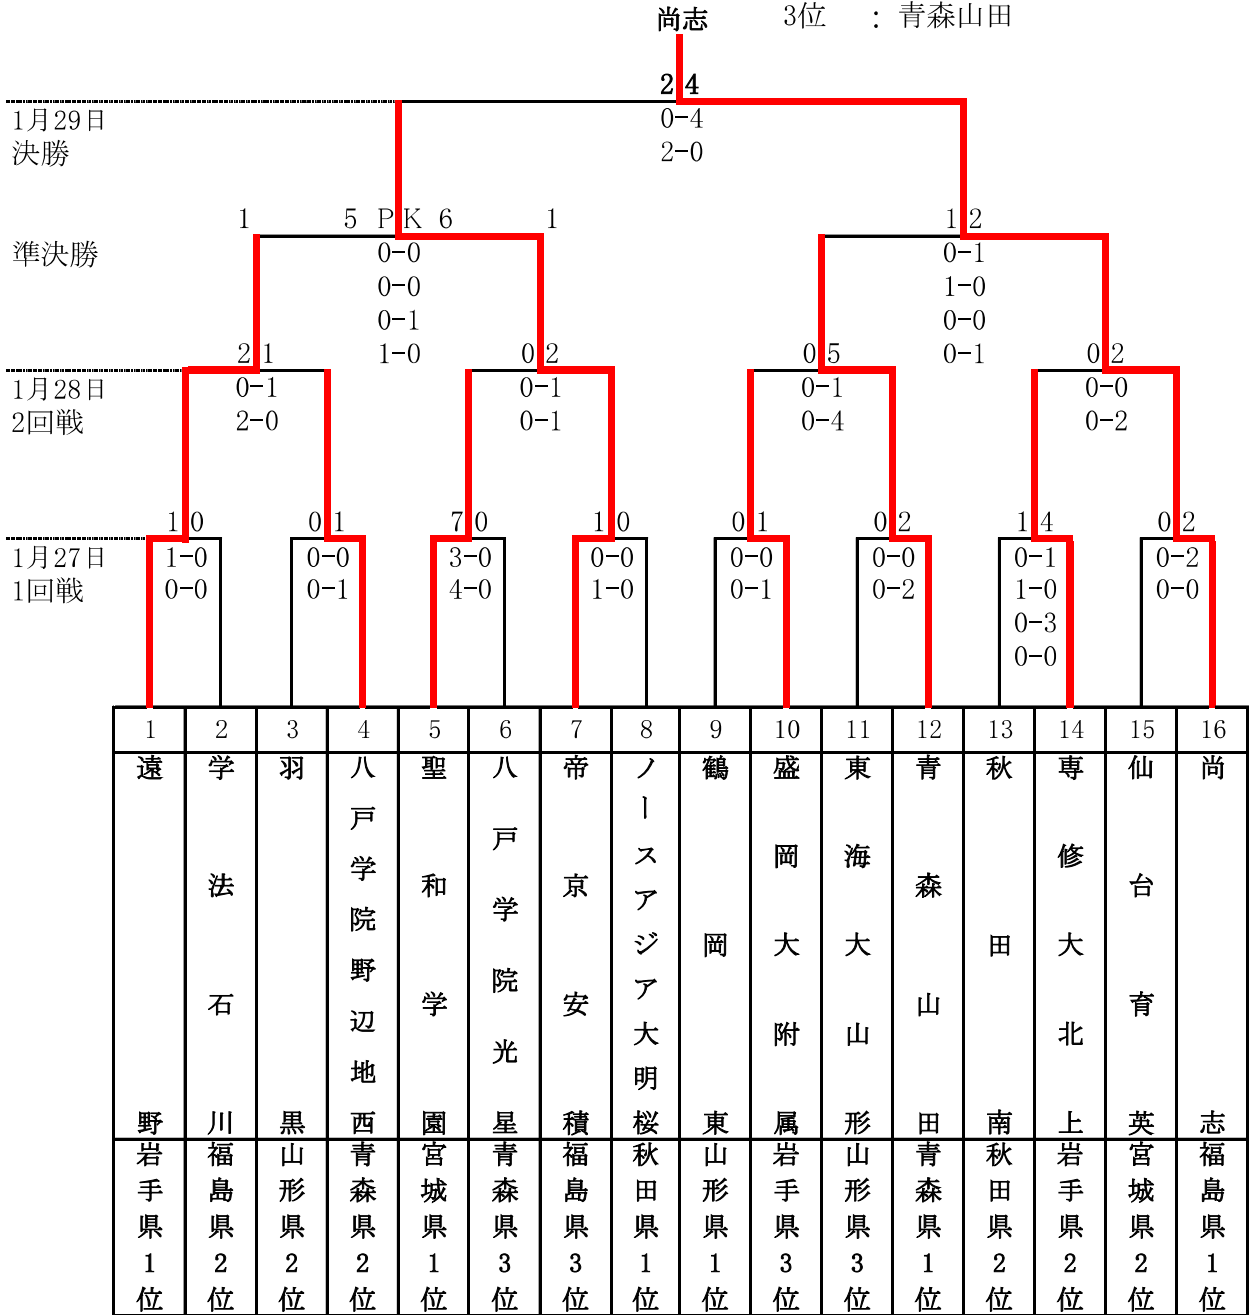 尚志 3位 : 青森山田
2 4
1月29日 0-4
決勝 2-0
1 5 PK 6 1 1 2
準決勝 0-0 0-1
0-0 1-0
0-1 0-0
2 1 1-0 0 2 0 5 0-1 0 2
1月28日 0-1 0-1 0-1 0-0
2回戦 2-0 0-1 0-4 0-2
1 0 0 1 7 0 1 0 0 1 0 2 1 4 0 2
1月27日 1-0 0-0 3-0 0-0 0-0 0-0 0-1 0-2
1回戦 0-0 0-1 4-0 1-0 0-1 0-2 1-0 0-0
0-3
0-0
1 2 3 4 5 6 7 8 9 10 11 12 13 14 15 16
遠野
学法石川
羽黒
八戸学院野辺地西
聖和学園
八戸学院光星
帝京安積
ノースアジア大明桜
鶴岡東
盛岡大附属
東海大山形
青森山田
秋田南
専修大北上
仙台育英
尚志
岩手県1位
福島県2位
山形県2位
青森県2位
宮城県1位
青森県3位
福島県3位
秋田県1位
山形県1位
岩手県3位
山形県3位
青森県1位
秋田県2位
岩手県2位
宮城県2位
福島県1位